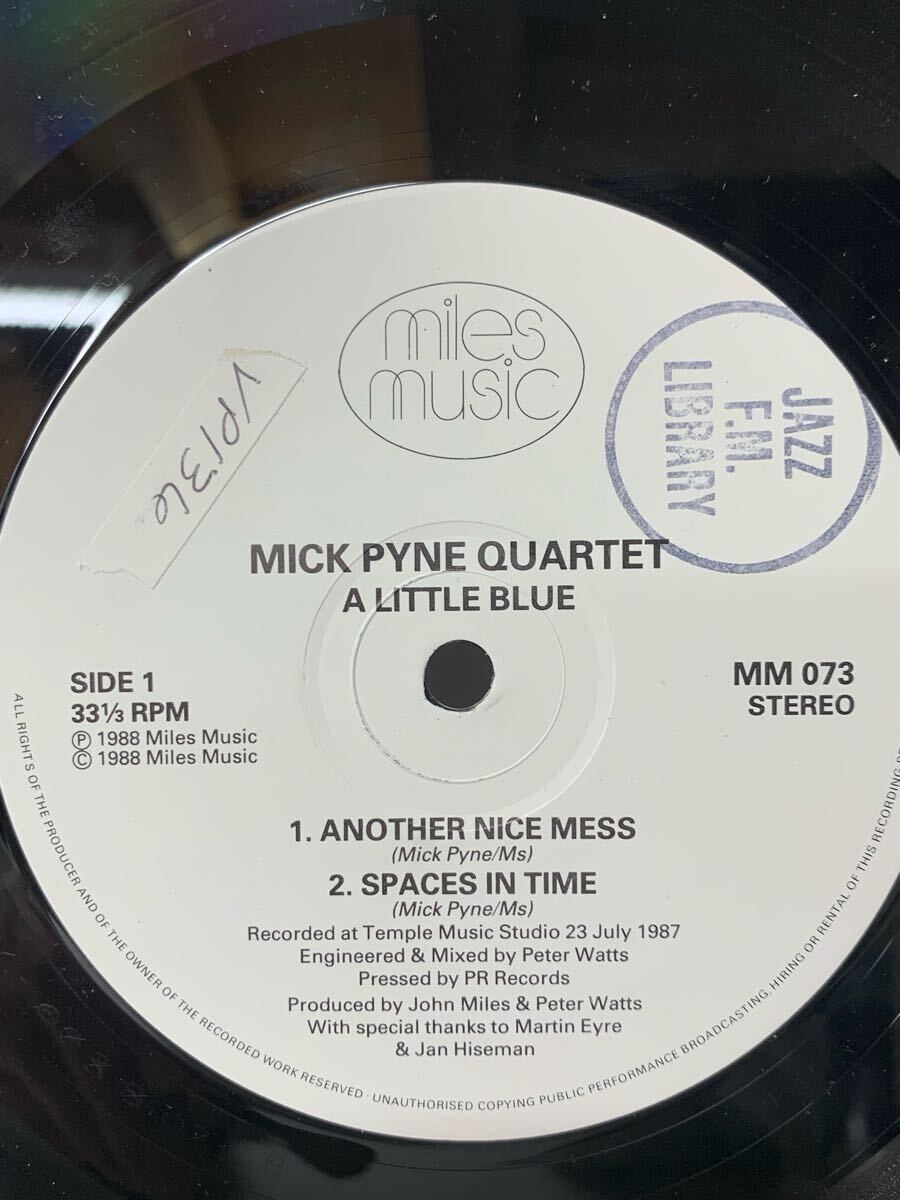 miles
music
VP136
JAZZ
F.M.
LIBRARY
MICK PYNE QUARTET
A LITTLE BLUE
SIDE 1
33⅓ RPM
℗ 1988 Miles Music
© 1988 Miles Music
MM 073
STEREO
1. ANOTHER NICE MESS
(Mick Pyne/Ms)
2. SPACES IN TIME
(Mick Pyne/Ms)
Recorded at Temple Music Studio 23 July 1987
Engineered & Mixed by Peter Watts
Pressed by PR Records
Produced by John Miles & Peter Watts
With special thanks to Martin Eyre
& Jan Hiseman
ALL RIGHTS OF THE PRODUCER AND OF THE OWNER OF THE RECORDED WORK RESERVED · UNAUTHORISED COPYING PUBLIC PERFORMANCE BROADCASTING, HIRING OR RENTAL OF THIS RECORDING